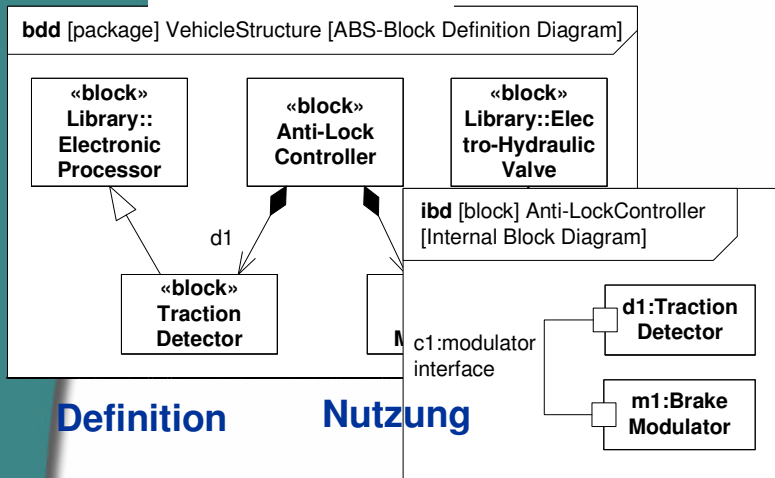 bdd [package] VehicleStructure [ABS-Block Definition Diagram]
«block»
Library::
Electronic
Processor
«block»
Anti-Lock
Controller
«block»
Library::Elec
tro-Hydraulic
Valve
d1
«block»
Traction
Detector
M
ibd [block] Anti-LockController
[Internal Block Diagram]
c1:modulator
interface
d1:Traction
Detector
m1:Brake
Modulator
Definition
Nutzung